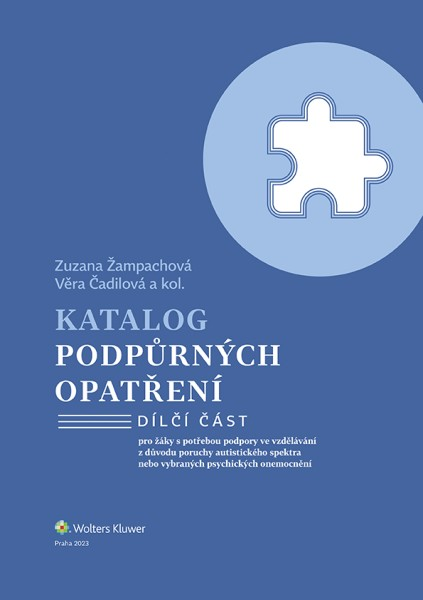 Zuzana Žampachová
Věra Čadilová a kol.
KATALOG
PODPŮRNÝCH
OPATŘENÍ
DÍLČÍ ČÁST
pro žáky s potřebou podpory ve vzdělávání
z důvodu poruchy autistického spektra
nebo vybraných psychických onemocnění
Wolters Kluwer
Praha 2023